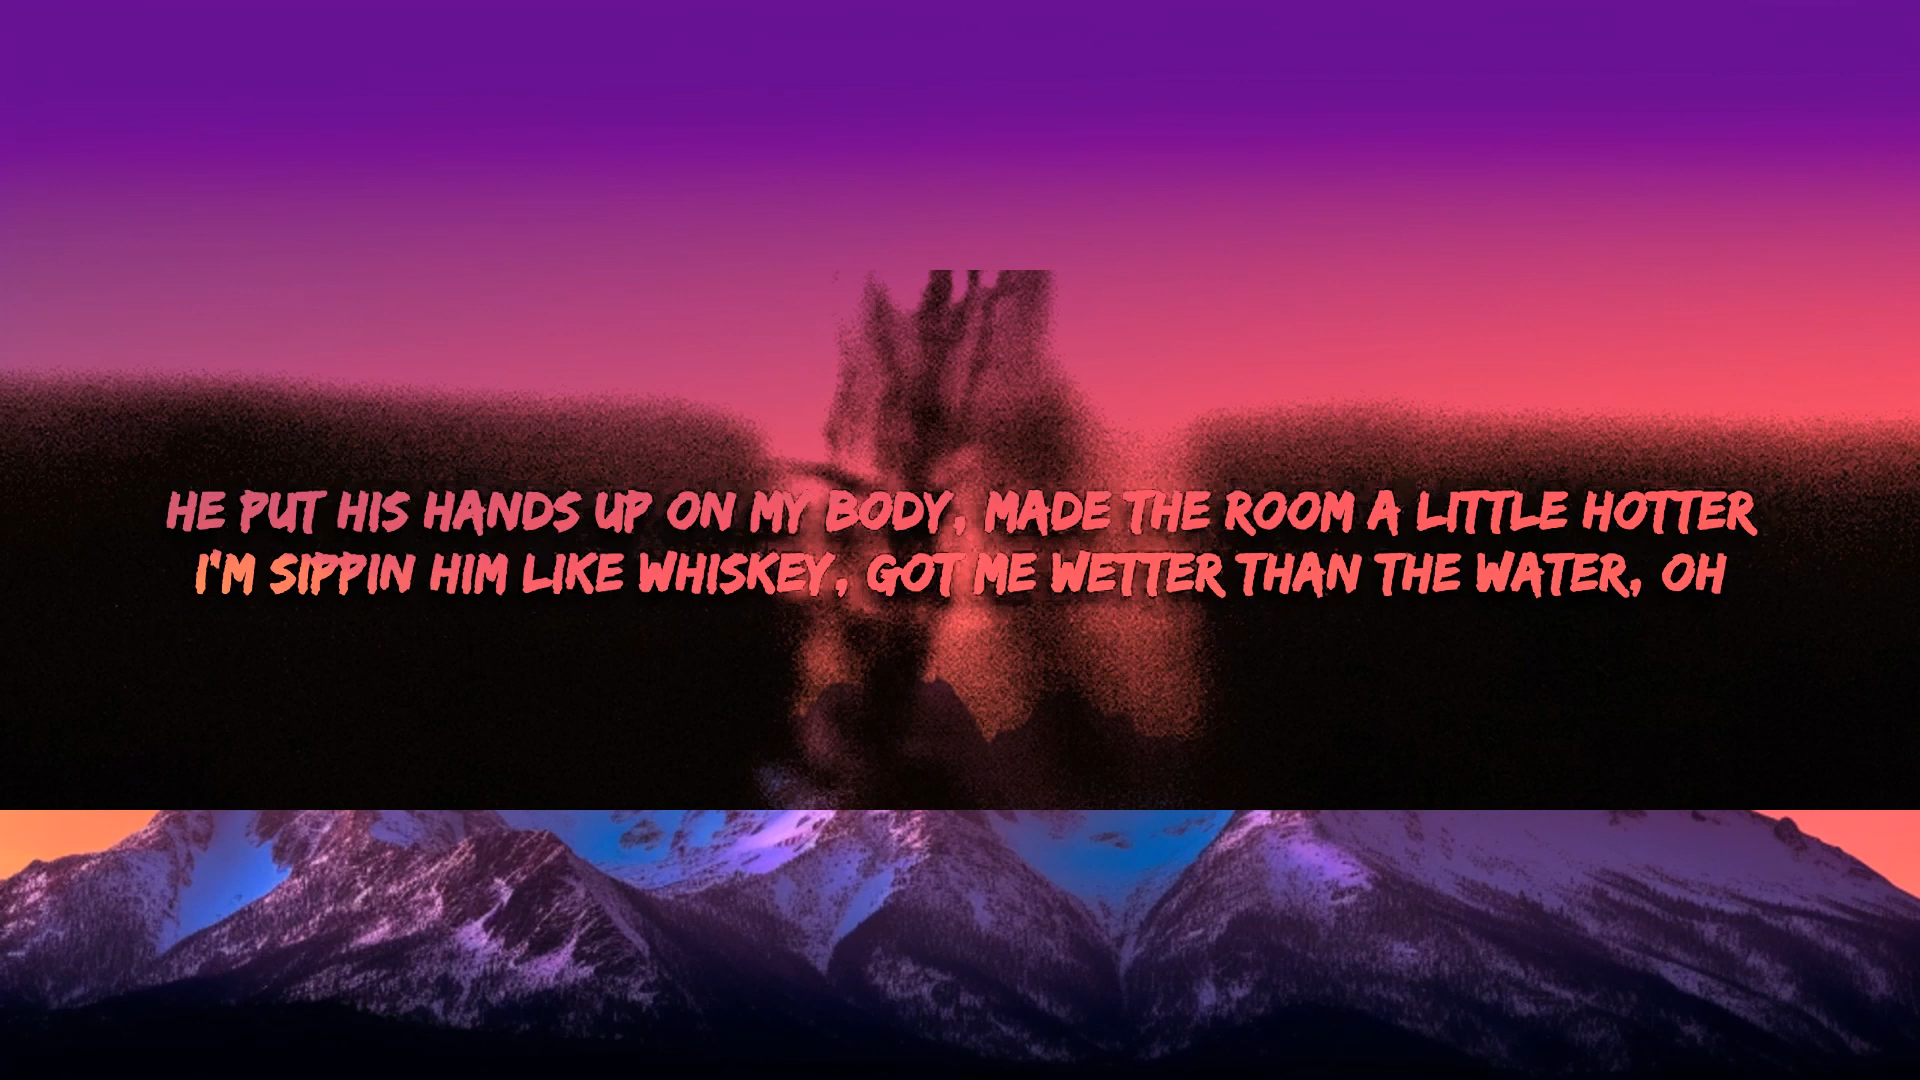 HE PUT HIS HANDS UP ON MY BODY, MADE THE ROOM A LITTLE HOTTER
I'M SIPPIN HIM LIKE WHISKEY, GOT ME WETTER THAN THE WATER, OH